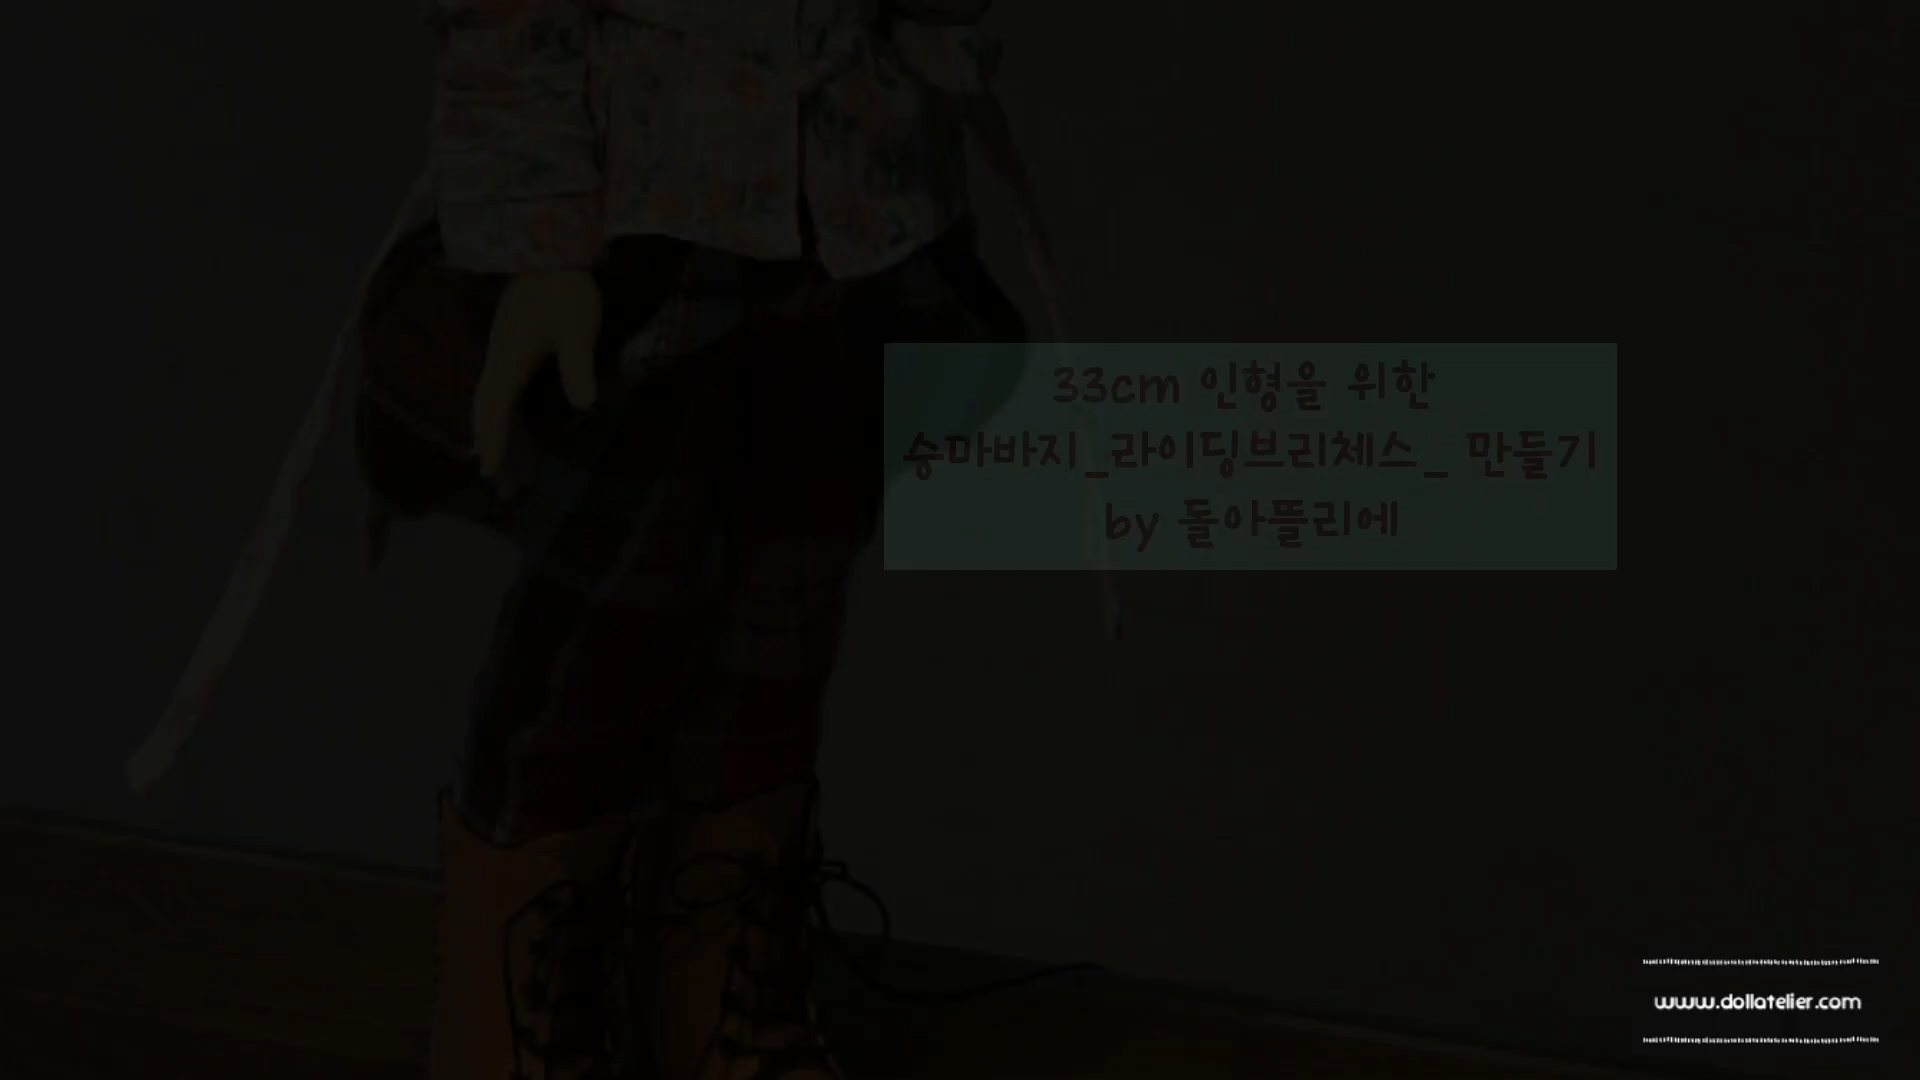 33cm 인형을 위한
승마바지_라이딩브리체스_ 만들기
by 돌아뜰리에
www.dollatelier.com